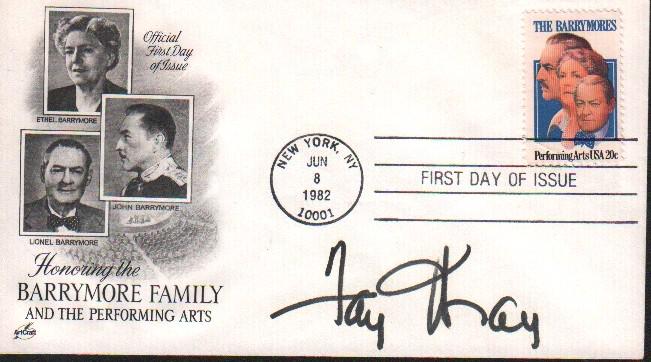 Official
First Day
of Issue
ETHEL BARRYMORE
JOHN BARRYMORE
LIONEL BARRYMORE
Honoring the
BARRYMORE FAMILY
AND THE PERFORMING ARTS
ArtCraft
THE BARRYMORES
Performing Arts USA 20c
NEW YORK, NY
JUN
8
1982
10001
FIRST DAY OF ISSUE
Fay Wray